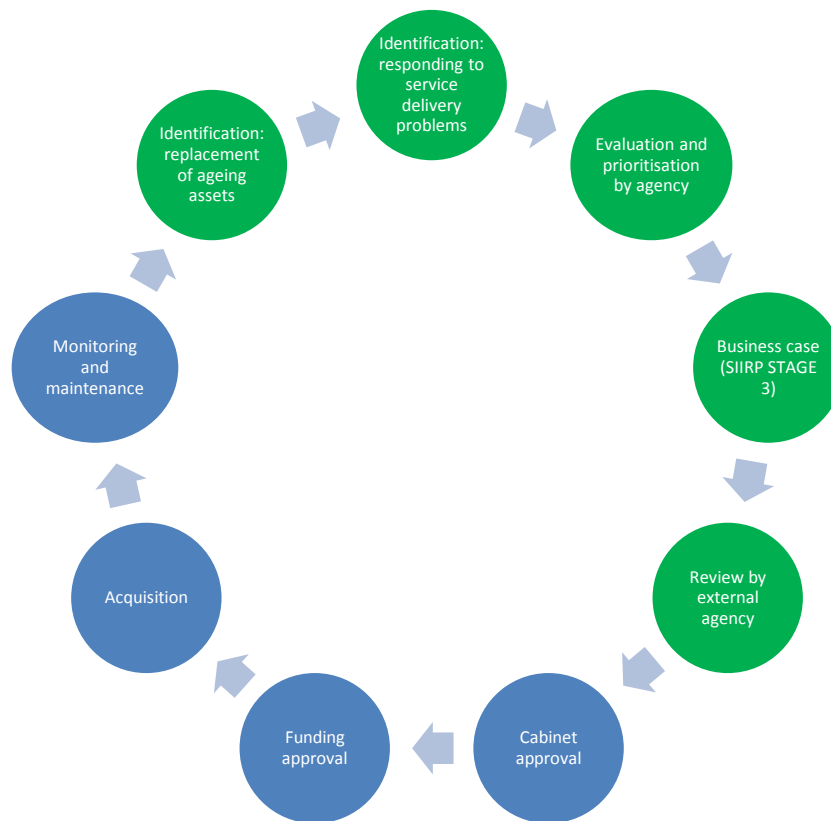 Identification:
responding to
service
delivery
problems
Evaluation and
prioritisation
by agency
Business case
(SIIRP STAGE
3)
Review by
external
agency
Cabinet
approval
Funding
approval
Acquisition
Monitoring
and
maintenance
Identification:
replacement
of ageing
assets